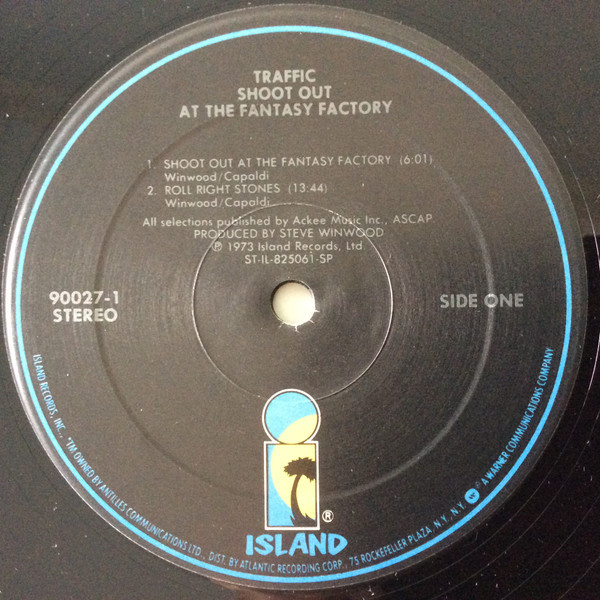 TRAFFIC
SHOOT OUT
AT THE FANTASY FACTORY
1. SHOOT OUT AT THE FANTASY FACTORY (6:01)
Winwood/Capaldi
2. ROLL RIGHT STONES (13:44)
Winwood/Capaldi
All selections published by Ackee Music Inc., ASCAP.
PRODUCED BY STEVE WINWOOD
℗ 1973 Island Records, Ltd
ST-IL-825061-SP
90027-1
STEREO
SIDE ONE
®
ISLAND
ISLAND RECORDS, INC., *TM OWNED BY ANTILLES COMMUNICATIONS LTD., DIST. BY ATLANTIC RECORDING CORP., 75 ROCKEFELLER PLAZA, N.Y., N.Y. W A WARNER COMMUNICATIONS COMPANY